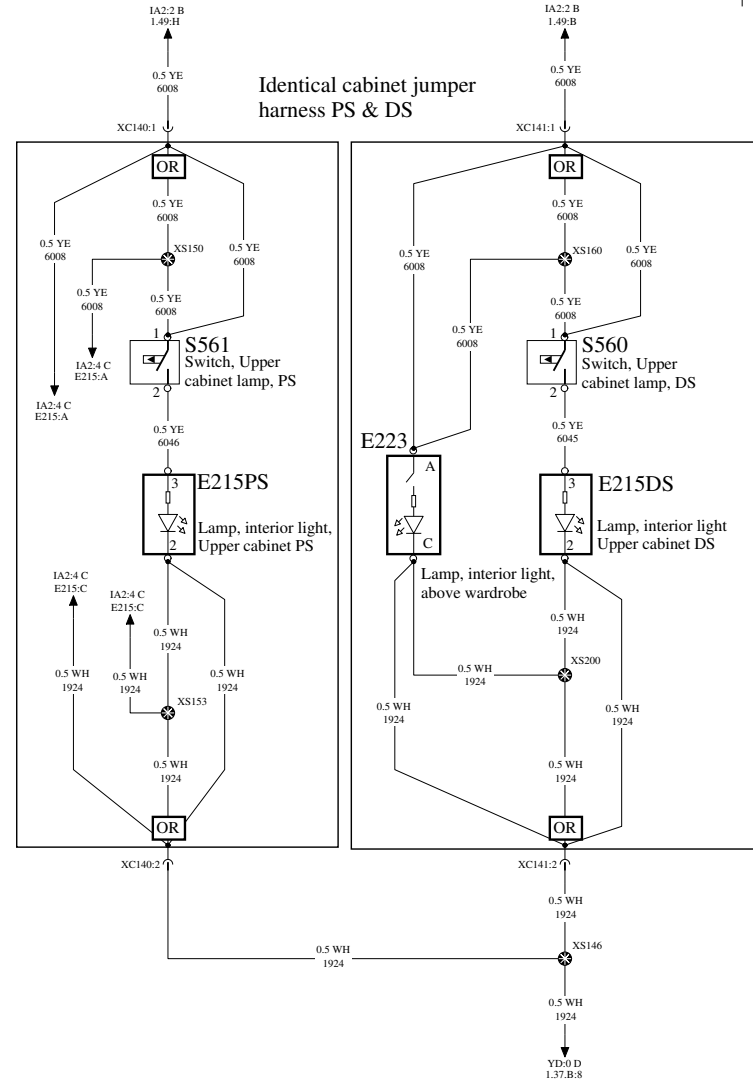 IA2:2 B
1.49:H
IA2:2 B
1.49:B
0.5 YE
6008
0.5 YE
6008
Identical cabinet jumper
harness PS & DS
XC140:1
XC141:1
OR
OR
0.5 YE
6008
0.5 YE
6008
0.5 YE
6008
0.5 YE
6008
XS150
0.5 YE
6008
0.5 YE
6008
XS160
0.5 YE
6008
0.5 YE
6008
0.5 YE
6008
0.5 YE
6008
0.5 YE
6008
IA2:4 C
E215:A
IA2:4 C
E215:A
1
S561
Switch, Upper
cabinet lamp, PS
2
1
S560
Switch, Upper
cabinet lamp, DS
2
0.5 YE
6046
0.5 YE
6045
E223
A
C
Lamp, interior light,
above wardrobe
3
E215PS
Lamp, interior light,
Upper cabinet PS
2
3
E215DS
Lamp, interior light
Upper cabinet DS
2
IA2:4 C
E215:C
IA2:4 C
E215:C
0.5 WH
1924
0.5 WH
1924
0.5 WH
1924
0.5 WH
1924
XS153
0.5 WH
1924
0.5 WH
1924
0.5 WH
1924
XS200
0.5 WH
1924
0.5 WH
1924
0.5 WH
1924
OR
OR
XC140:2
XC141:2
0.5 WH
1924
0.5 WH
1924
XS146
0.5 WH
1924
YD:0 D
1.37.B:8